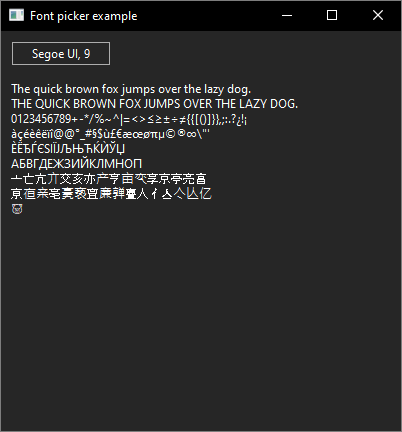 Font picker example
Segoe UI, 9
The quick brown fox jumps over the lazy dog.
THE QUICK BROWN FOX JUMPS OVER THE LAZY DOG.
0123456789+-*/%~^|=<>≤≥±÷≠{{[()]}},;:.?¿!¡
àçéèêëïî@@°_#§$ù£€æœøπµ©®∞\"'
ЀЁЂЃЄЅІЇЈЉЊЋЌЍЎЏ
АБВГДЕЖЗИЙКЛМНОП
亠亡亢亣交亥亦产亨亩亪享京亭亮亯
亰亱亲亳亴亵亶亷亸亹人亻亼亽亾亿